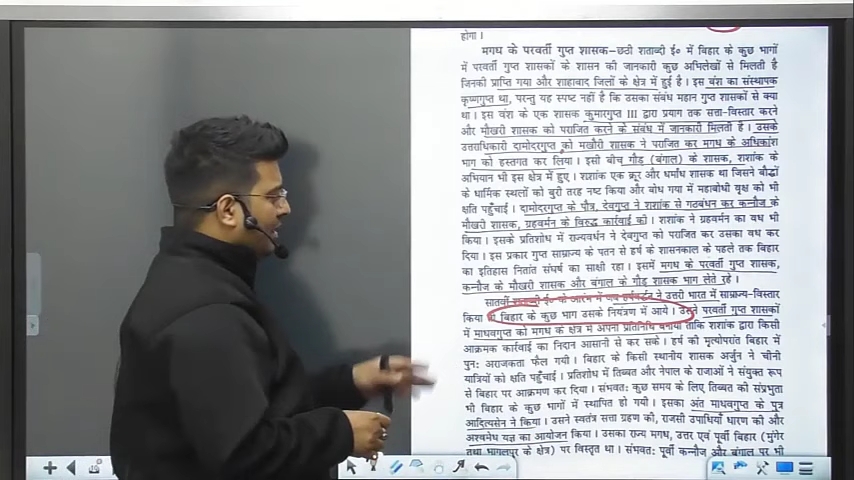 होगा।
मगध के परवर्ती गुप्त शासक–छठी शताब्दी ई० में बिहार के कुछ भागों
में परवर्ती गुप्त शासकों के शासन की जानकारी कुछ अभिलेखों से मिलती है
जिनकी प्राप्ति गया और शाहाबाद जिलों के क्षेत्र में हुई है। इस वंश का संस्थापक
कृष्णगुप्त था, परन्तु यह स्पष्ट नहीं है कि उसका संबंध महान गुप्त शासकों से क्या
था। इस वंश के एक शासक कुमारगुप्त III द्वारा प्रयाग तक सत्ता-विस्तार करने
और मौखरी शासक को पराजित करने के संबंध में जानकारी मिलती है। उसके
उत्तराधिकारी दामोदरगुप्त को मखौरी शासक ने पराजित कर मगध के अधिकांश
भाग को हस्तगत कर लिया। इसी बीच गौड़ (बंगाल) के शासक, शशांक के
अभियान भी इस क्षेत्र में हुए। शशांक एक क्रूर और धर्मांध शासक था जिसने बौद्धों
के धार्मिक स्थलों को बुरी तरह नष्ट किया और बोध गया में महाबोधी वृक्ष को भी
क्षति पहुँचाई। दामोदरगुप्त के पौत्र, देवगुप्त ने शशांक से गठबंधन कर कन्नौज के
मौखरी शासक, ग्रहवर्मन के विरुद्ध कार्रवाई की। शशांक ने ग्रहवर्मन का वध भी
किया। इसके प्रतिशोध में राज्यवर्धन ने देवगुप्त को पराजित कर उसका वध कर
दिया। इस प्रकार गुप्त साम्राज्य के पतन से हर्ष के शासनकाल के पहले तक बिहार
का इतिहास नितांत संघर्ष का साक्षी रहा। इसमें मगध के परवर्ती गुप्त शासक,
कन्नौज के मौखरी शासक और बंगाल के गौड़ शासक भाग लेते रहे।
सातवीं शताब्दी ई० के आरंभ में जब हर्षवर्द्धन ने उत्तरी भारत में साम्राज्य-विस्तार
किया तो बिहार के कुछ भाग उसके नियंत्रण में आये। उसने परवर्ती गुप्त शासकों
में माधवगुप्त को मगध के क्षेत्र में अपना प्रतिनिधि बनाया ताकि शशांक द्वारा किसी
आक्रमक कार्रवाई का निदान आसानी से कर सके। हर्ष की मृत्योपरांत बिहार में
पुन: अराजकता फैल गयी। बिहार के किसी स्थानीय शासक अर्जुन ने चीनी
यात्रियों को क्षति पहुँचाई। प्रतिशोध में तिब्बत और नेपाल के राजाओं ने संयुक्त रूप
से बिहार पर आक्रमण कर दिया। संभवत: कुछ समय के लिए तिब्बत की संप्रभुता
भी बिहार के कुछ भागों में स्थापित हो गयी। इसका अंत माधवगुप्त के पुत्र
आदित्यसेन ने किया। उसने स्वतंत्र सत्ता ग्रहण की, राजसी उपाधियाँ धारण की और
अश्वमेध यज्ञ का आयोजन किया। उसका राज्य मगध, उत्तर एवं पूर्वी बिहार (मुंगेर
तथा भागलपुर के क्षेत्र) पर विस्तृत था। संभवत: पूर्वी कन्नौज और बंगाल पर भी